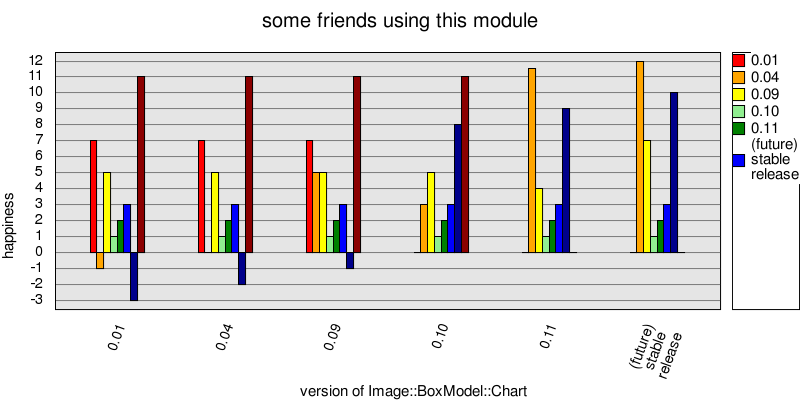 some friends using this module
12
11
10
9
8
7
6
5
4
3
2
1
0
-1
-2
-3
happiness
0.01
0.04
0.09
0.10
0.11
(future)
stable
release
version of Image::BoxModel::Chart
0.01
0.04
0.09
0.10
0.11
(future)
stable
release